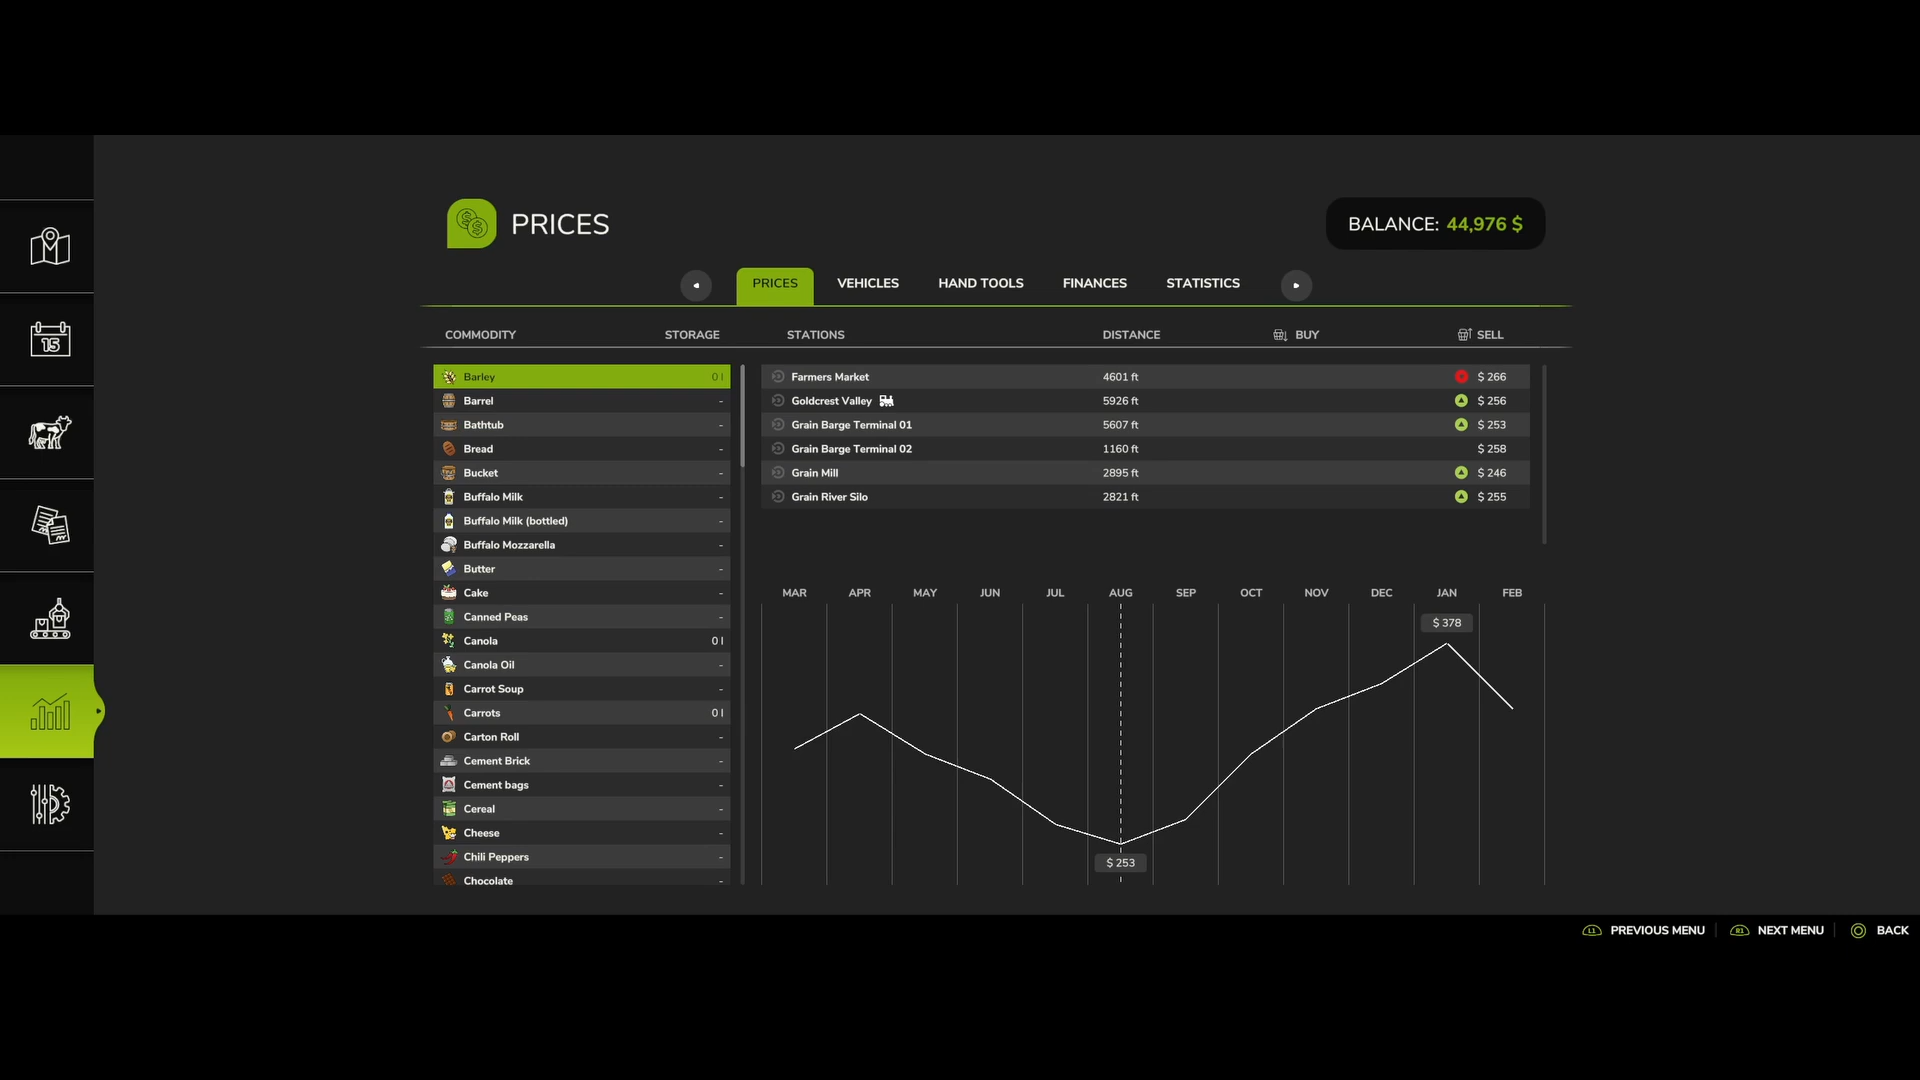 PRICES
BALANCE: 44,976 $
PRICES VEHICLES HAND TOOLS FINANCES STATISTICS
COMMODITY STORAGE STATIONS DISTANCE BUY SELL
15
Barley 0 l
Barrel -
Bathtub -
Bread -
Bucket -
Buffalo Milk -
Buffalo Milk (bottled) -
Buffalo Mozzarella -
Butter -
Cake -
Canned Peas -
Canola 0 l
Canola Oil -
Carrot Soup -
Carrots 0 l
Carton Roll -
Cement Brick -
Cement bags -
Cereal -
Cheese -
Chili Peppers -
Chocolate -
Farmers Market 4601 ft $ 266
Goldcrest Valley 5926 ft $ 256
Grain Barge Terminal 01 5607 ft $ 253
Grain Barge Terminal 02 1160 ft $ 258
Grain Mill 2895 ft $ 246
Grain River Silo 2821 ft $ 255
MAR APR MAY JUN JUL AUG SEP OCT NOV DEC JAN FEB
$ 378
$ 253
L1 PREVIOUS MENU R1 NEXT MENU BACK